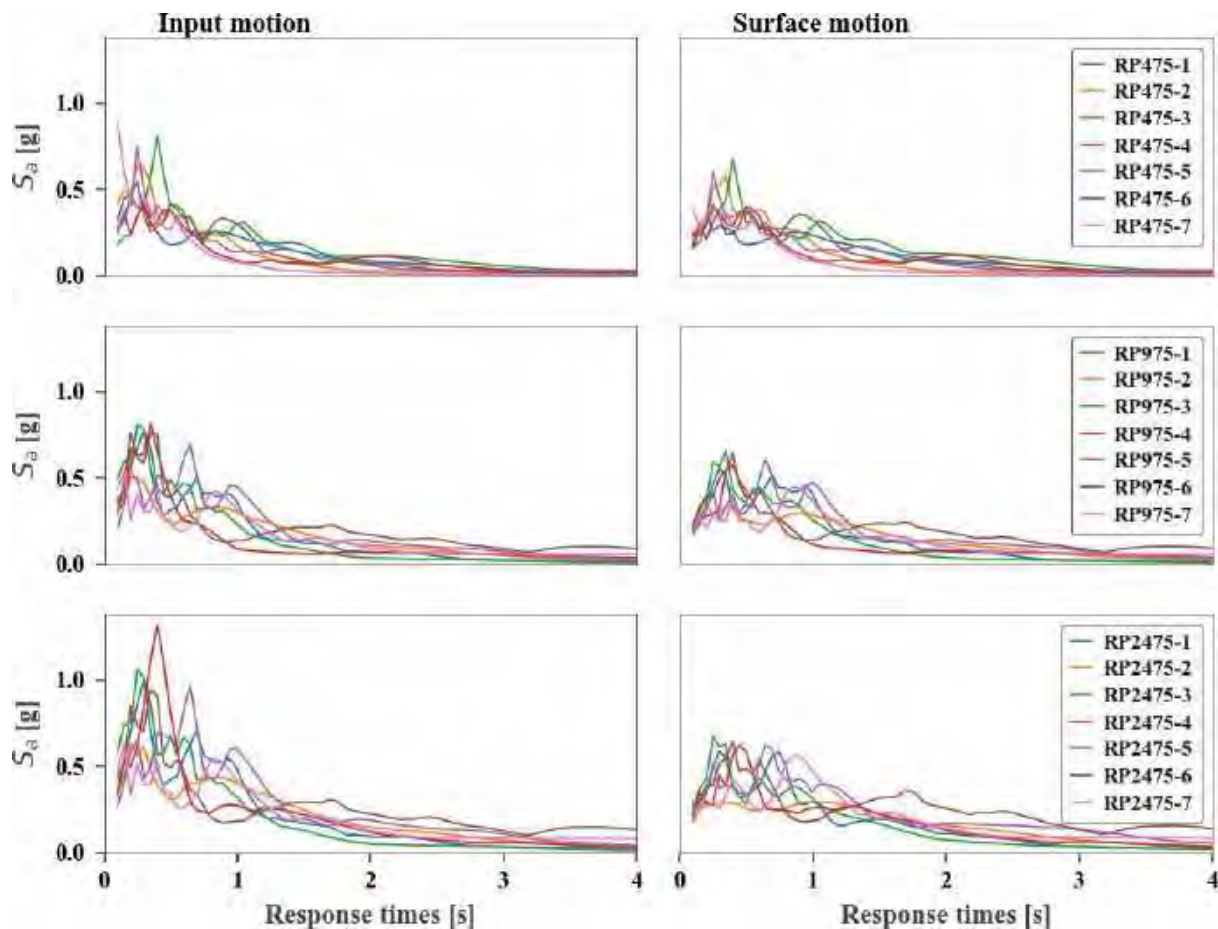 Input motion
Surface motion
1.0
0.5
0.0
Sa [g]
RP475-1
RP475-2
RP475-3
RP475-4
RP475-5
RP475-6
RP475-7
1.0
0.5
0.0
Sa [g]
RP975-1
RP975-2
RP975-3
RP975-4
RP975-5
RP975-6
RP975-7
1.0
0.5
0.0
Sa [g]
RP2475-1
RP2475-2
RP2475-3
RP2475-4
RP2475-5
RP2475-6
RP2475-7
0 1 2 3 4
0 1 2 3 4
Response times [s]
Response times [s]